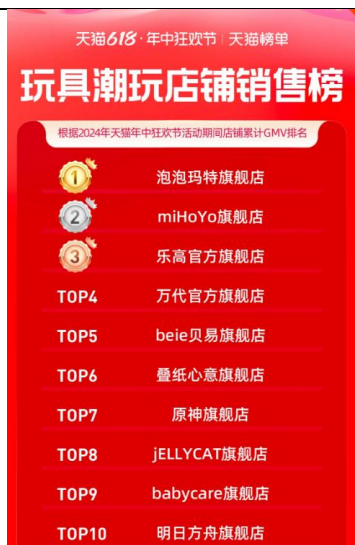 天猫618·年中狂欢节 | 天猫榜单
玩具潮玩店铺销售榜
根据2024年天猫年中狂欢节活动期间店铺累计GMV排名
1 泡泡玛特旗舰店
2 miHoYo旗舰店
3 乐高官方旗舰店
TOP4 万代官方旗舰店
TOP5 beie贝易旗舰店
TOP6 叠纸心意旗舰店
TOP7 原神旗舰店
TOP8 jELLYCAT旗舰店
TOP9 babycare旗舰店
TOP10 明日方舟旗舰店